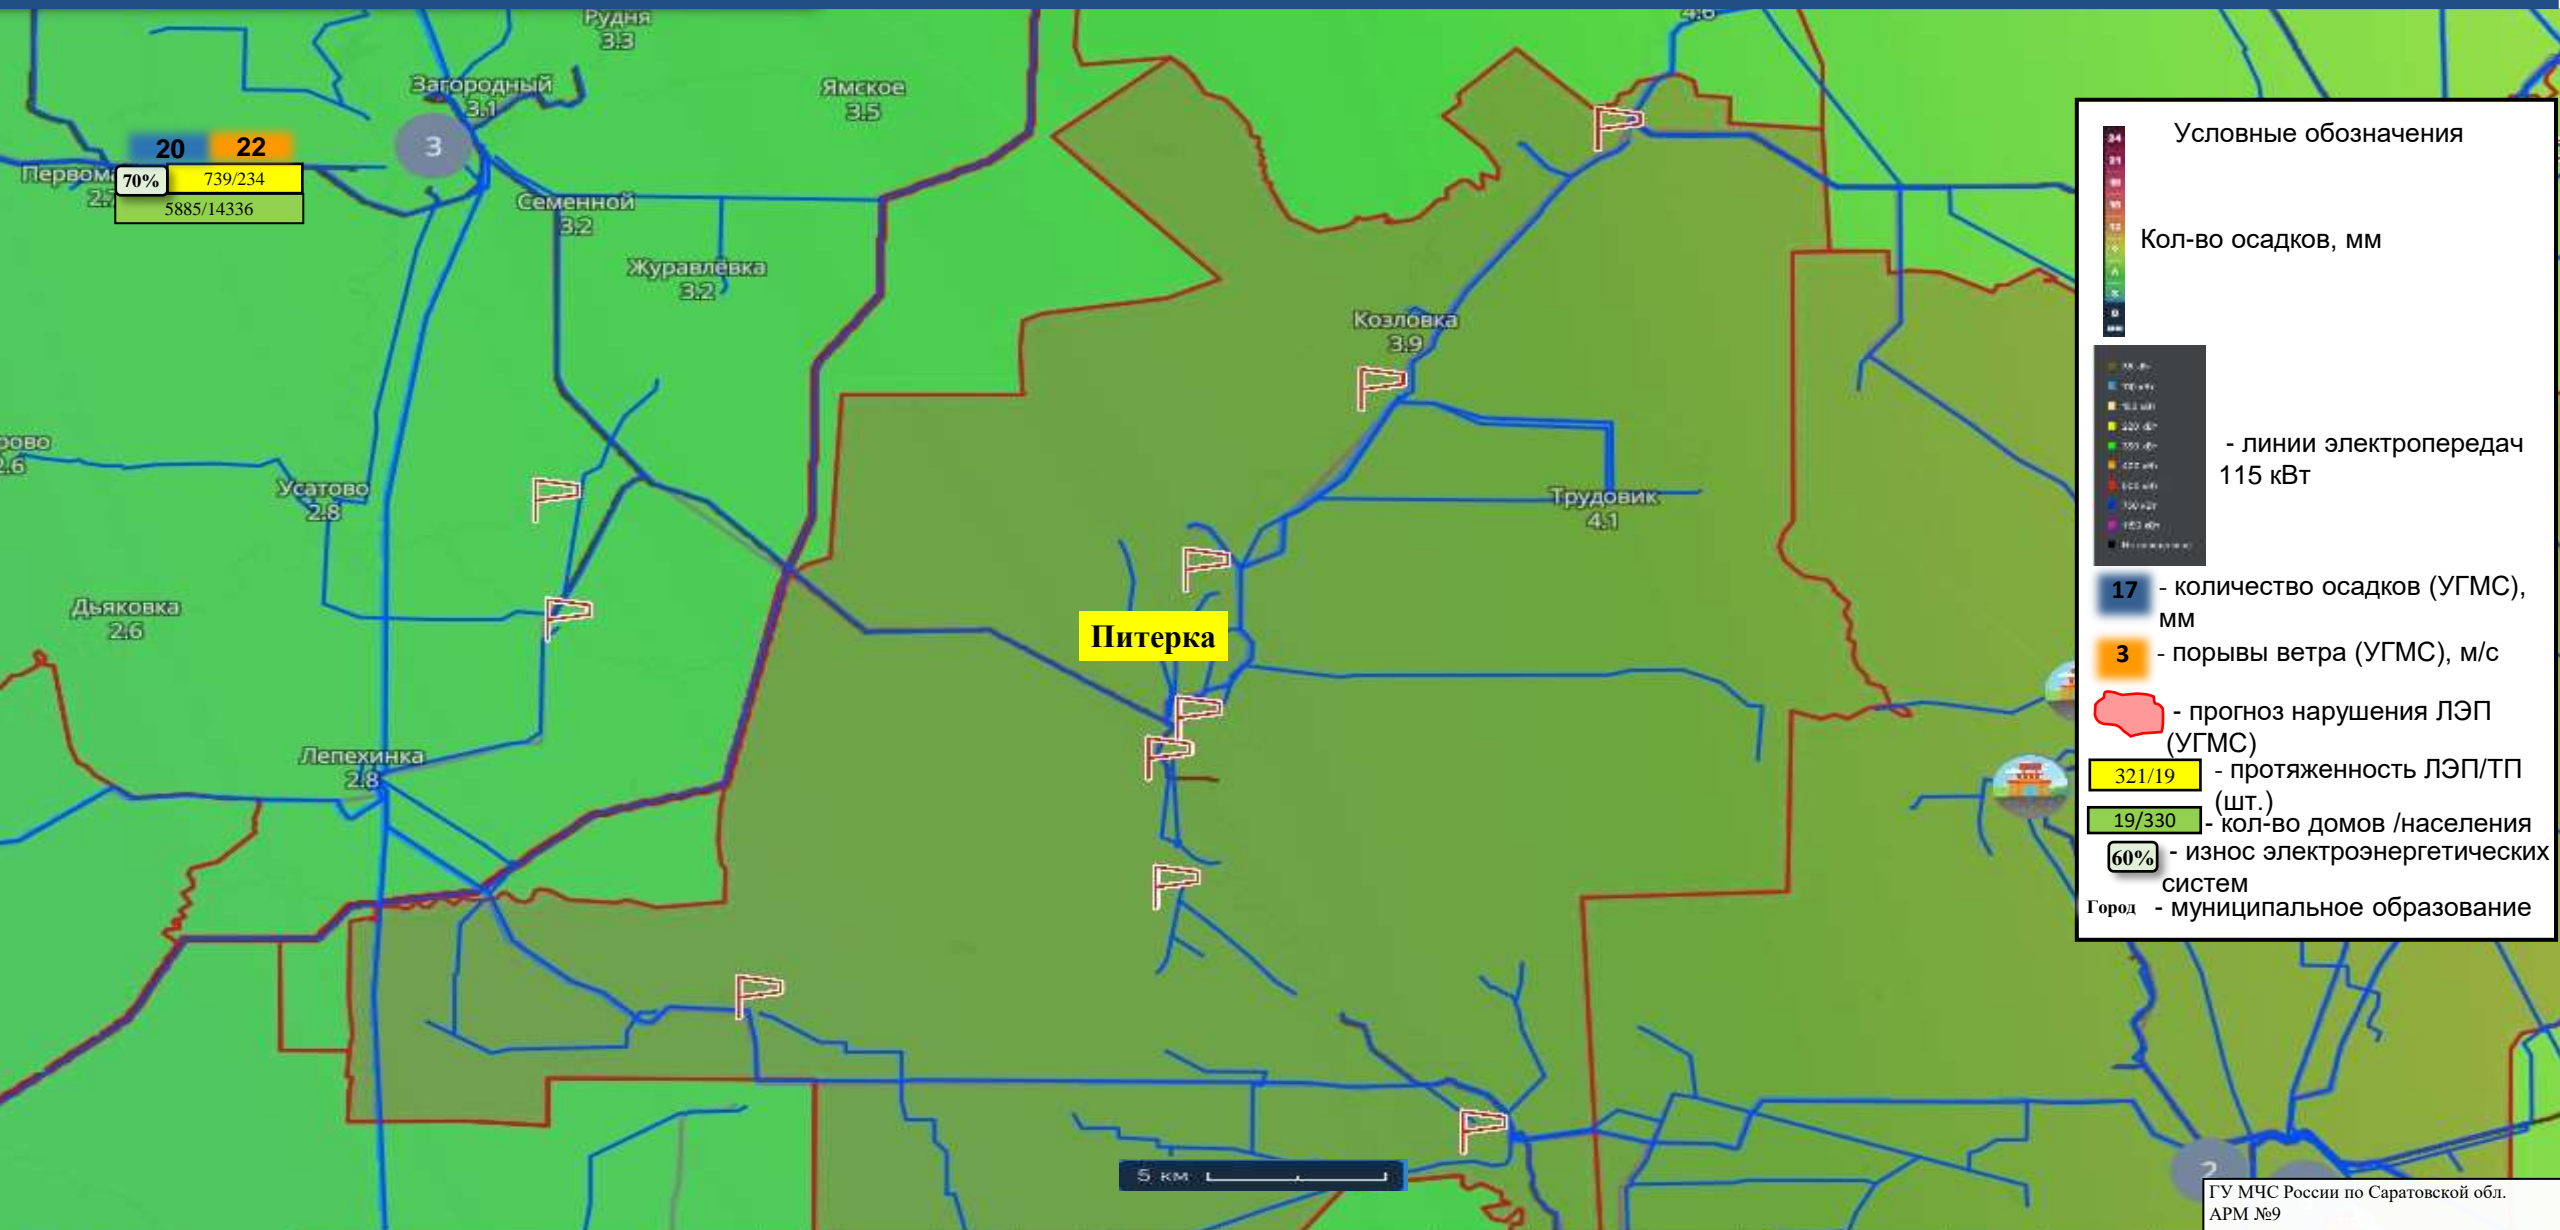 Рудня
3.3
4.6
Загородный
3.1
Ямское
3.5
3
20 22
70% 739/234
5885/14336
Семенной
3.2
Журавлёвка
3.2
Козловка
3.9
Усатово
2.8
Трудовик
4.1
Дьяковка
2.6
Питерка
Лепехинка
2.8
5 км
2
Условные обозначения
Кол-во осадков, мм
- линии электропередач
115 кВт
17 - количество осадков (УГМС),
мм
3 - порывы ветра (УГМС), м/с
- прогноз нарушения ЛЭП
(УГМС)
321/19 - протяженность ЛЭП/ТП
(шт.)
19/330 - кол-во домов /населения
60% - износ электроэнергетических
систем
Город - муниципальное образование
ГУ МЧС России по Саратовской обл.
АРМ №9